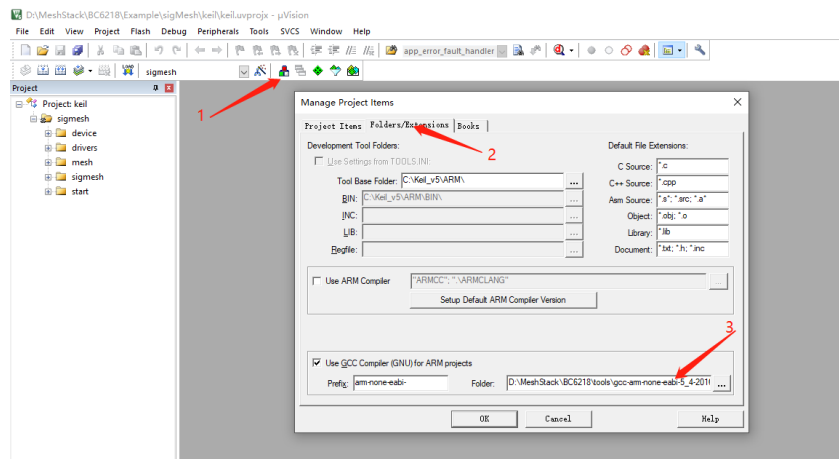 D:\MeshStack\BC6218\Example\sigMesh\keil\keil.uvprojx - µVision
File Edit View Project Flash Debug Peripherals Tools SVCS Window Help
app_error_fault_handler
sigmesh
Project
Project: keil
sigmesh
device
drivers
mesh
sigmesh
start
1
Manage Project Items
Project Items Folders/Extensions Books
2
Development Tool Folders: Default File Extensions:
Use Settings from TOOLS.INI: C Source: *.c
Tool Base Folder: C:\Keil_v5\ARM\ ... C++ Source: *.cpp
BIN: C:\Keil_v5\ARM\BIN\ ... Asm Source: *.s*; *.src; *.a*
INC: ... Object: *.obj; *.o
LIB: ... Library: *.lib
Regfile: ... Document: *.txt; *.h; *.inc
Use ARM Compiler "ARMCC"; ".\ARMCLANG" ...
Setup Default ARM Compiler Version
3
Use GCC Compiler (GNU) for ARM projects
Prefix: arm-none-eabi- Folder: D:\MeshStack\BC6218\tools\gcc-arm-none-eabi-5_4-2016 ...
OK Cancel Help